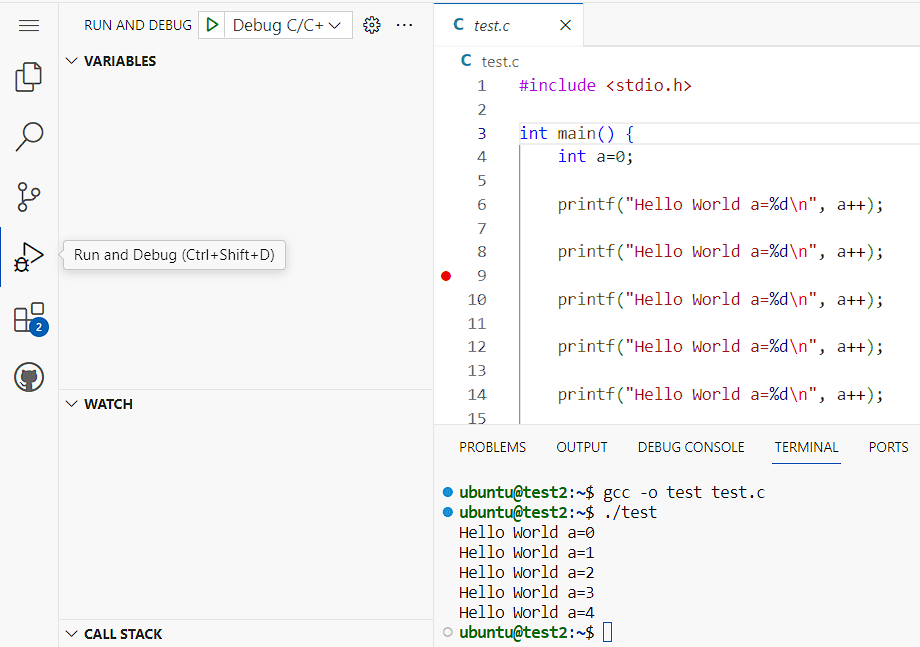 RUN AND DEBUG Debug C/C+
VARIABLES
Run and Debug (Ctrl+Shift+D)
2
WATCH
CALL STACK
C test.c
C test.c
1 #include <stdio.h>
2
3 int main() {
4 int a=0;
5
6 printf("Hello World a=%d\n", a++);
7
8 printf("Hello World a=%d\n", a++);
9
10 printf("Hello World a=%d\n", a++);
11
12 printf("Hello World a=%d\n", a++);
13
14 printf("Hello World a=%d\n", a++);
15
PROBLEMS OUTPUT DEBUG CONSOLE TERMINAL PORTS
ubuntu@test2:~$ gcc -o test test.c
ubuntu@test2:~$ ./test
Hello World a=0
Hello World a=1
Hello World a=2
Hello World a=3
Hello World a=4
ubuntu@test2:~$